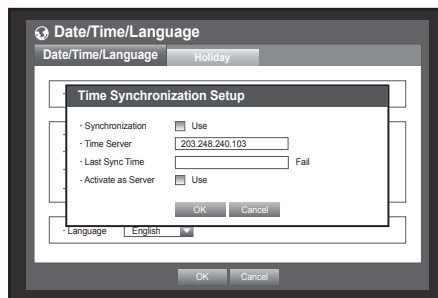 Date/Time/Language
Date/Time/Language Holiday
Time Synchronization Setup
· Synchronization Use
· Time Server 203.248.240.103
· Last Sync Time Fail
· Activate as Server Use
OK Cancel
· Language English
OK Cancel